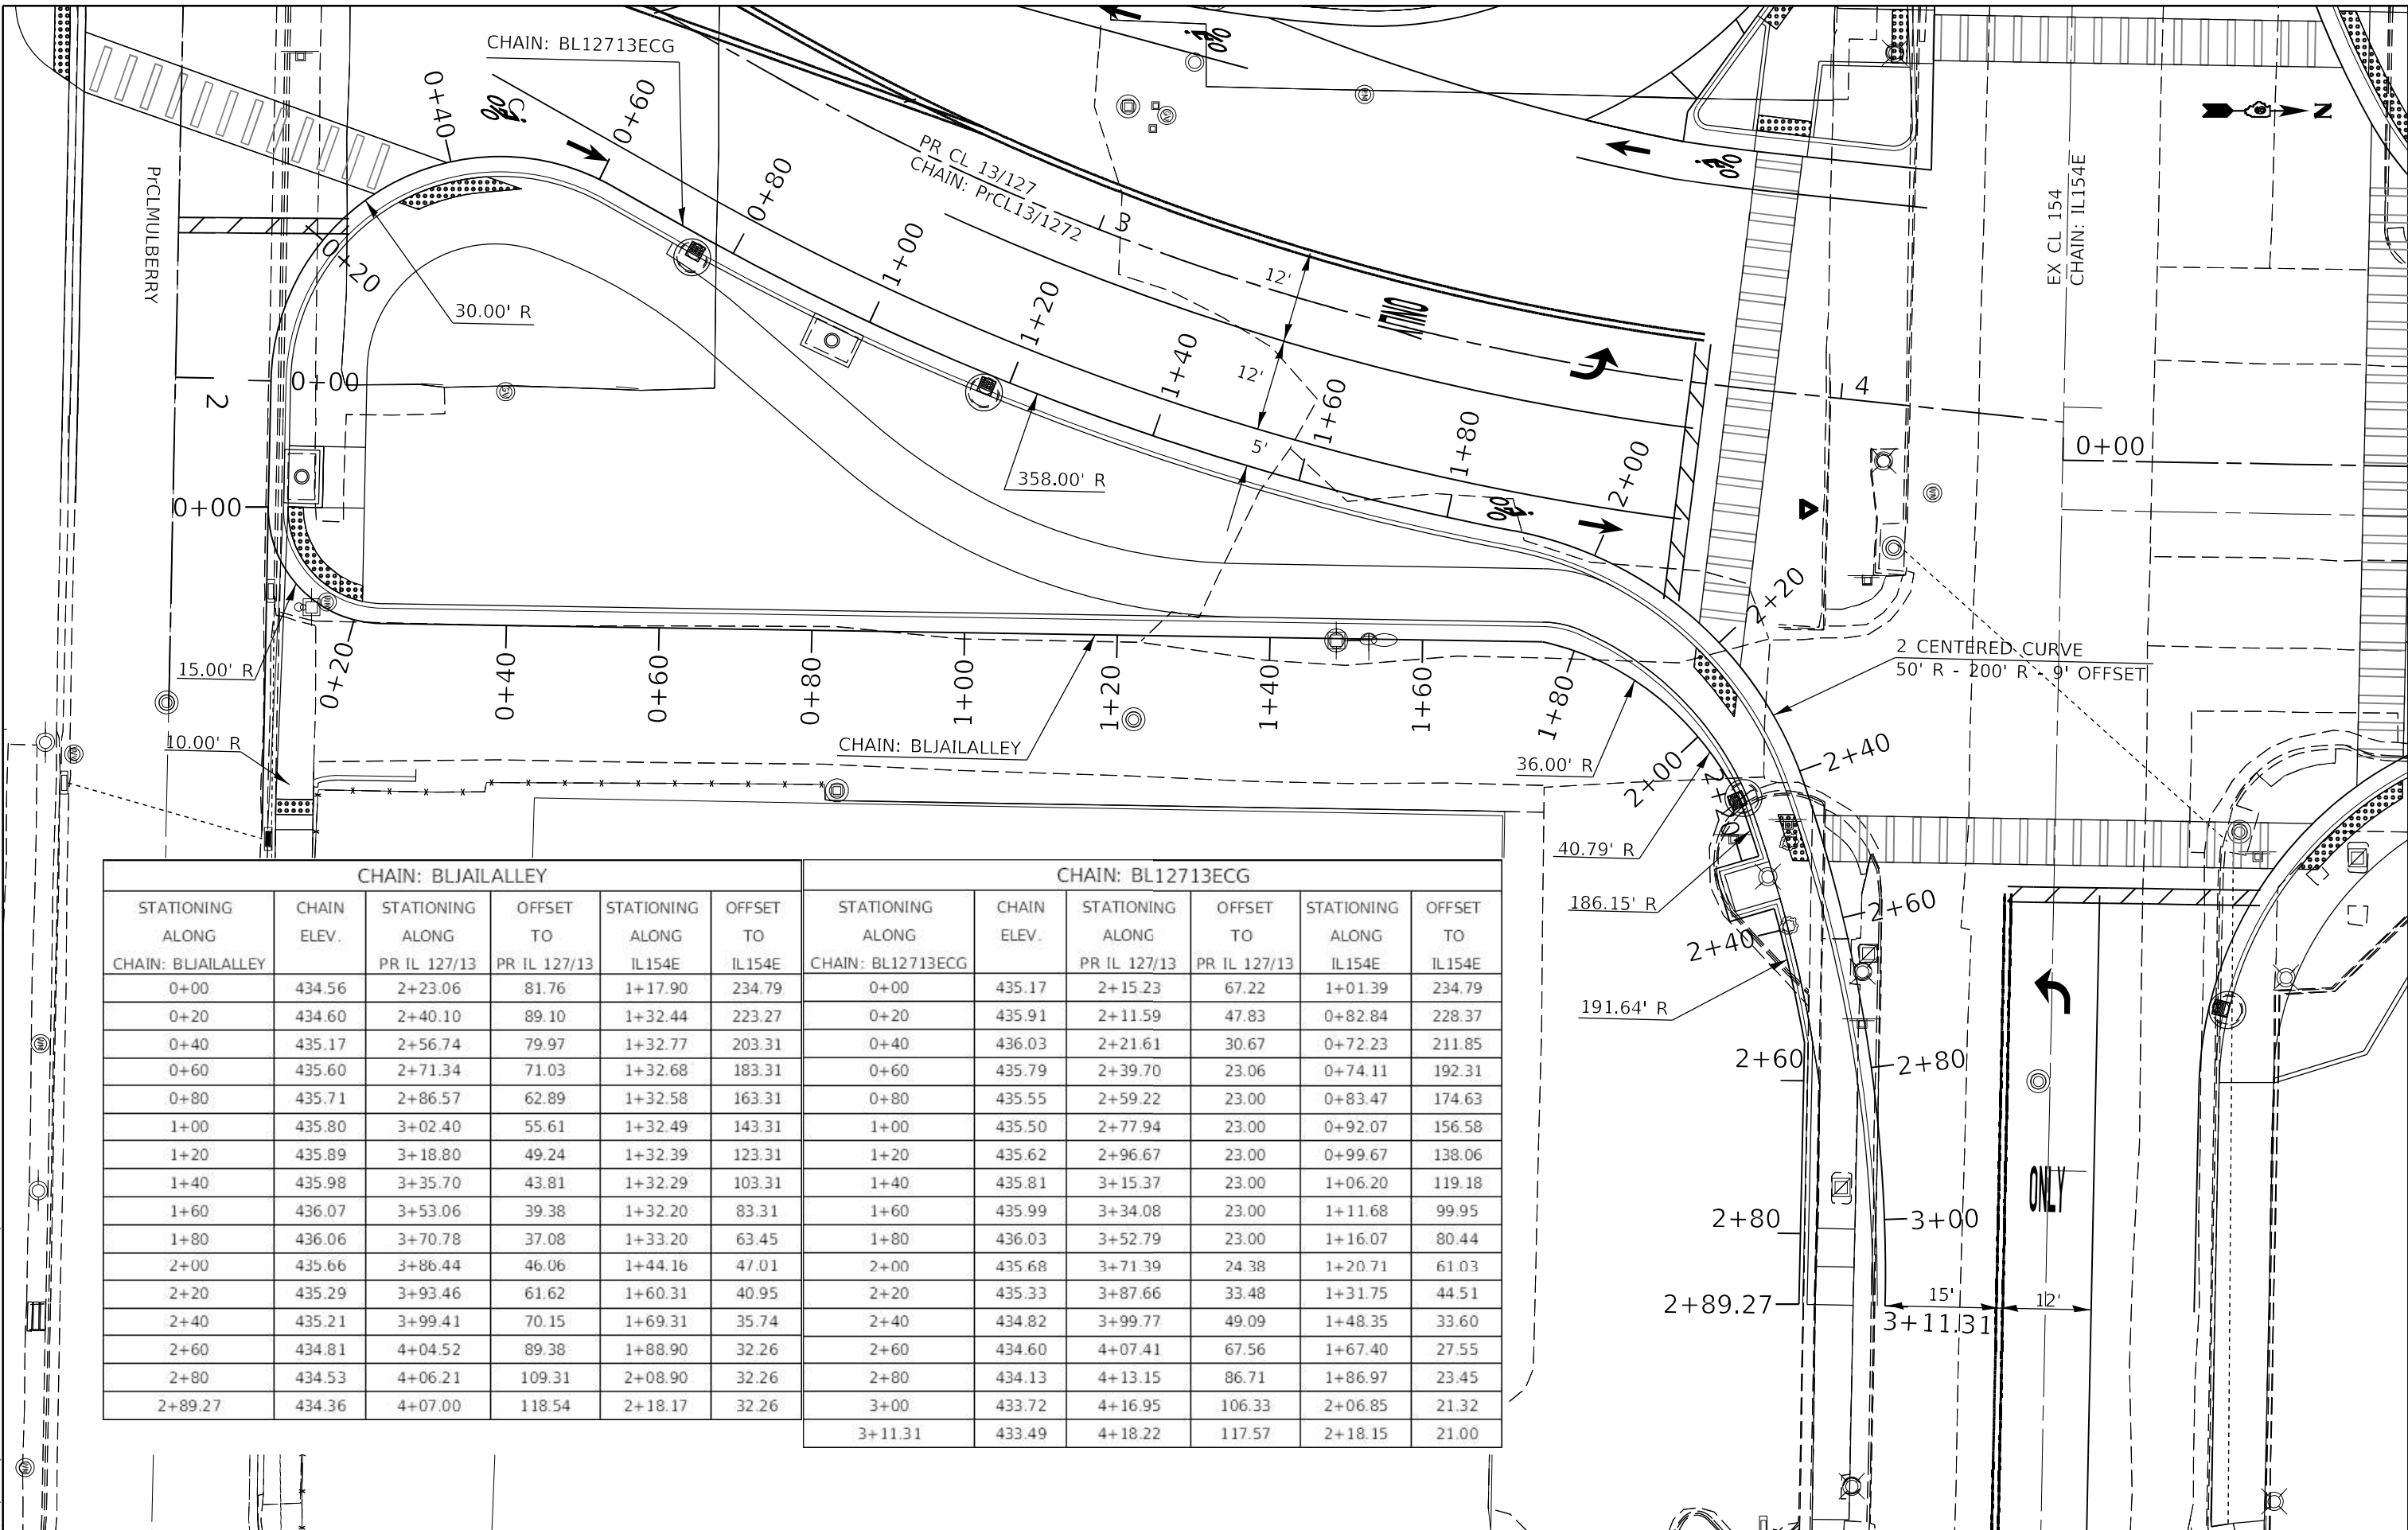 CHAIN: BL12713ECG
0+40
0+60
0+80
1+00
1+20
1+40
1+60
1+80
2+00
2+20
2+40
2+60
2+80
3+00
3+11.31
PR CL 13/127
CHAIN: PrCL13/1272
3
12'
12'
5'
ONLY
4
EX CL 154
CHAIN: IL154E
N
0+00
PrCLMULBERRY
2
0+20
0+00
0+00
30.00' R
358.00' R
15.00' R
10.00' R
0+20
0+40
0+60
0+80
1+00
1+20
1+40
1+60
1+80
2+00
2+20
2+40
2+60
2+80
2+89.27
CHAIN: BLJAILALLEY
36.00' R
40.79' R
186.15' R
191.64' R
2 CENTERED CURVE
50' R - 200' R - 9' OFFSET
ONLY
15'
12'
CHAIN: BLJAILALLEY
STATIONING ALONG CHAIN: BLJAILALLEY
CHAIN ELEV.
STATIONING ALONG PR IL 127/13
OFFSET TO PR IL 127/13
STATIONING ALONG IL154E
OFFSET TO IL154E
0+00 434.56 2+23.06 81.76 1+17.90 234.79
0+20 434.60 2+40.10 89.10 1+32.44 223.27
0+40 435.17 2+56.74 79.97 1+32.77 203.31
0+60 435.60 2+71.34 71.03 1+32.68 183.31
0+80 435.71 2+86.57 62.89 1+32.58 163.31
1+00 435.80 3+02.40 55.61 1+32.49 143.31
1+20 435.89 3+18.80 49.24 1+32.39 123.31
1+40 435.98 3+35.70 43.81 1+32.29 103.31
1+60 436.07 3+53.06 39.38 1+32.20 83.31
1+80 436.06 3+70.78 37.08 1+33.20 63.45
2+00 435.66 3+86.44 46.06 1+44.16 47.01
2+20 435.29 3+93.46 61.62 1+60.31 40.95
2+40 435.21 3+99.41 70.15 1+69.31 35.74
2+60 434.81 4+04.52 89.38 1+88.90 32.26
2+80 434.53 4+06.21 109.31 2+08.90 32.26
2+89.27 434.36 4+07.00 118.54 2+18.17 32.26
CHAIN: BL12713ECG
STATIONING ALONG CHAIN: BL12713ECG
CHAIN ELEV.
STATIONING ALONG PR IL 127/13
OFFSET TO PR IL 127/13
STATIONING ALONG IL154E
OFFSET TO IL154E
0+00 435.17 2+15.23 67.22 1+01.39 234.79
0+20 435.91 2+11.59 47.83 0+82.84 228.37
0+40 436.03 2+21.61 30.67 0+72.23 211.85
0+60 435.79 2+39.70 23.06 0+74.11 192.31
0+80 435.55 2+59.22 23.00 0+83.47 174.63
1+00 435.50 2+77.94 23.00 0+92.07 156.58
1+20 435.62 2+96.67 23.00 0+99.67 138.06
1+40 435.81 3+15.37 23.00 1+06.20 119.18
1+60 435.99 3+34.08 23.00 1+11.68 99.95
1+80 436.03 3+52.79 23.00 1+16.07 80.44
2+00 435.68 3+71.39 24.38 1+20.71 61.03
2+20 435.33 3+87.66 33.48 1+31.75 44.51
2+40 434.82 3+99.77 49.09 1+48.35 33.60
2+60 434.60 4+07.41 67.56 1+67.40 27.55
2+80 434.13 4+13.15 86.71 1+86.97 23.45
3+00 433.72 4+16.95 106.33 2+06.85 21.32
3+11.31 433.49 4+18.22 117.57 2+18.15 21.00